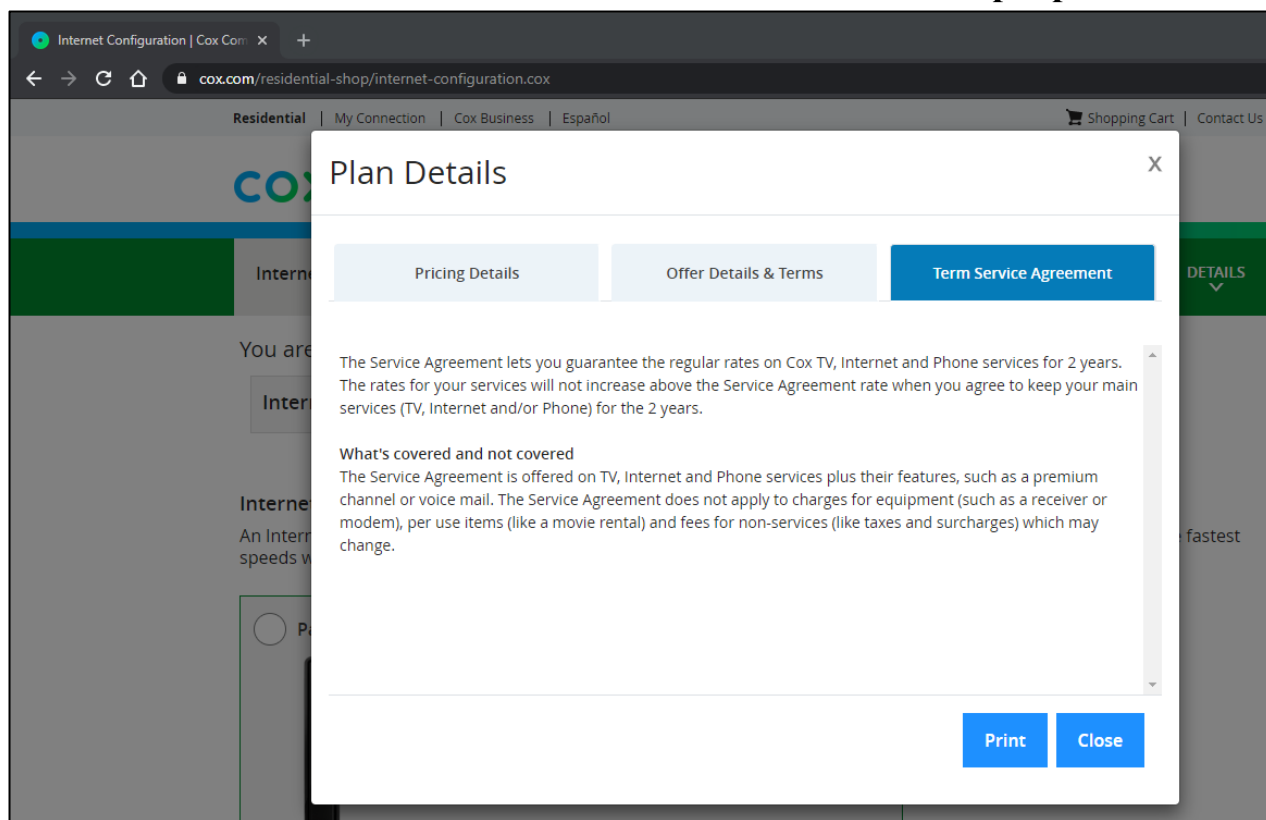 Internet Configuration | Cox Com
cox.com/residential-shop/internet-configuration.cox
Residential | My Connection | Cox Business | Español
Shopping Cart | Contact Us
COX
Plan Details
X
Pricing Details
Offer Details & Terms
Term Service Agreement
Interne
DETAILS
You are
The Service Agreement lets you guarantee the regular rates on Cox TV, Internet and Phone services for 2 years.
The rates for your services will not increase above the Service Agreement rate when you agree to keep your main
services (TV, Internet and/or Phone) for the 2 years.
Inter
What's covered and not covered
The Service Agreement is offered on TV, Internet and Phone services plus their features, such as a premium
channel or voice mail. The Service Agreement does not apply to charges for equipment (such as a receiver or
modem), per use items (like a movie rental) and fees for non-services (like taxes and surcharges) which may
change.
Interne
An Intern
fastest
speeds w
Pa
Print
Close